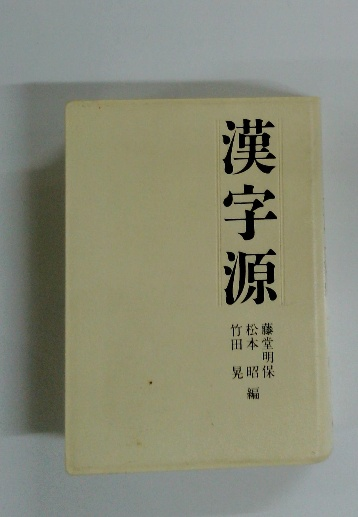 漢字源
藤堂明保
松本昭
竹田晃
編